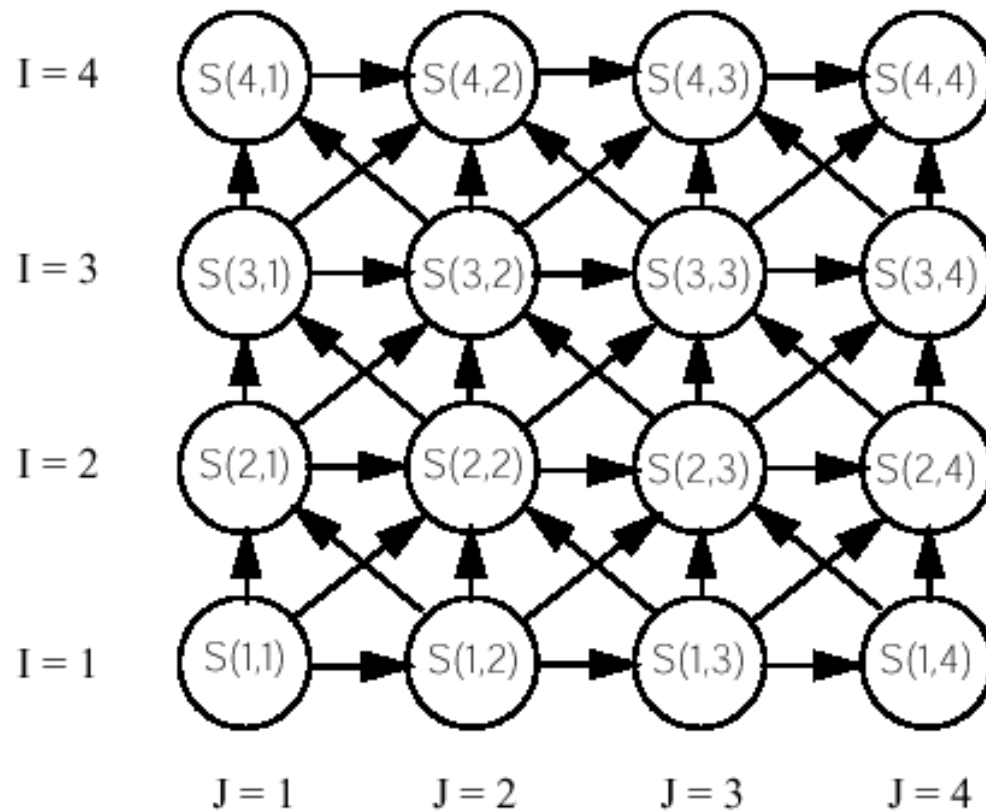 I = 4 S(4,1) S(4,2) S(4,3) S(4,4)
I = 3 S(3,1) S(3,2) S(3,3) S(3,4)
I = 2 S(2,1) S(2,2) S(2,3) S(2,4)
I = 1 S(1,1) S(1,2) S(1,3) S(1,4)
J = 1 J = 2 J = 3 J = 4